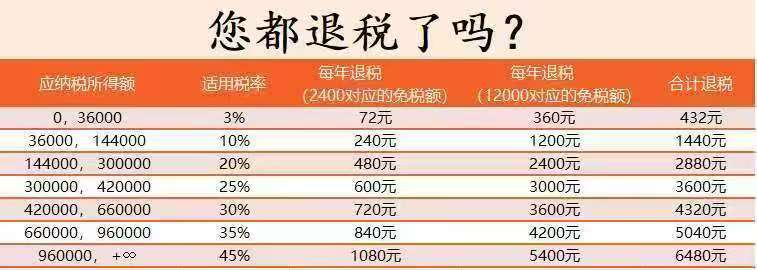 您都退税了吗？
应纳税所得额 适用税率 每年退税 (2400对应的免税额) 每年退税 (12000对应的免税额) 合计退税
0，36000 3% 72元 360元 432元
36000，144000 10% 240元 1200元 1440元
144000，300000 20% 480元 2400元 2880元
300000，420000 25% 600元 3000元 3600元
420000，660000 30% 720元 3600元 4320元
660000，960000 35% 840元 4200元 5040元
960000，+∞ 45% 1080元 5400元 6480元